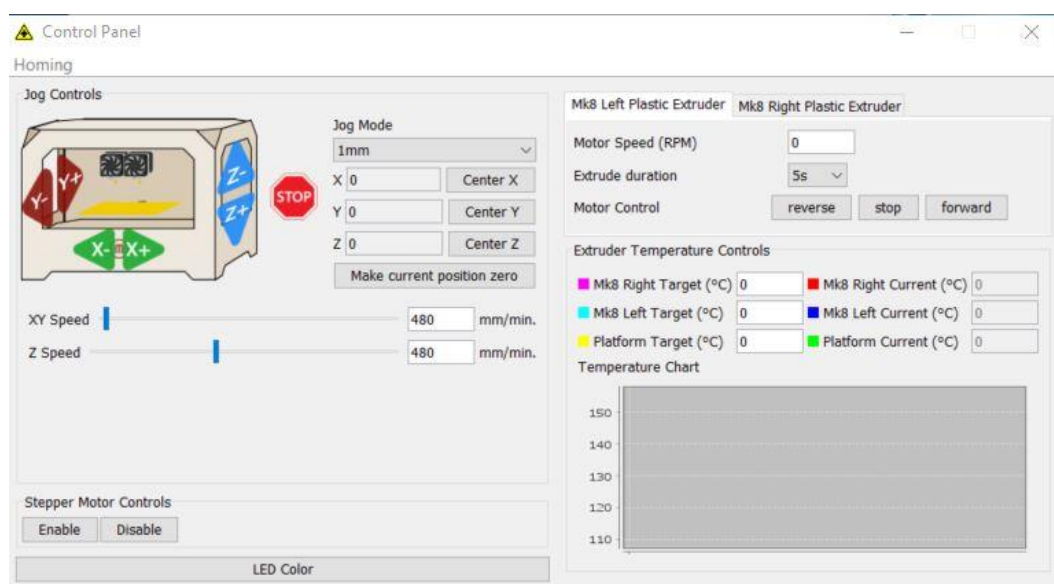 Control Panel
Homing
Jog Controls
Y-
Y+
Z-
Z+
X-
m
X+
STOP
Jog Mode
1mm
X 0 Center X
Y 0 Center Y
Z 0 Center Z
Make current position zero
XY Speed 480 mm/min.
Z Speed 480 mm/min.
Stepper Motor Controls
Enable Disable
LED Color
Mk8 Left Plastic Extruder Mk8 Right Plastic Extruder
Motor Speed (RPM) 0
Extrude duration 5s
Motor Control reverse stop forward
Extruder Temperature Controls
Mk8 Right Target (°C) 0 Mk8 Right Current (°C) 0
Mk8 Left Target (°C) 0 Mk8 Left Current (°C) 0
Platform Target (°C) 0 Platform Current (°C) 0
Temperature Chart
150
140
130
120
110